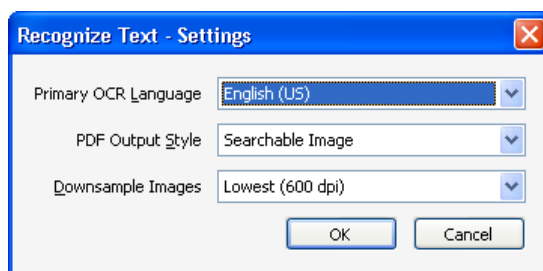 Recognize Text - Settings
Primary OCR Language English (US)
PDF Output Style Searchable Image
Downsample Images Lowest (600 dpi)
OK Cancel